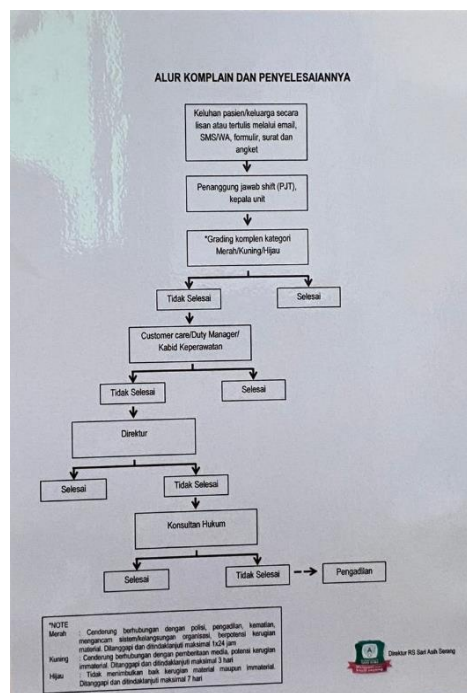 ALUR KOMPLAIN DAN PENYELESAIANNYA
Keluhan pasien/keluarga secara
lisan atau tertulis melalui email,
SMS/WA, formulir, surat dan
angket
Penanggung jawab shift (PJT),
kepala unit
*Grading komplen kategori
Merah/Kuning/Hijau
Tidak Selesai
Selesai
Customer care/Duty Manager/
Kabid Keperawatan
Tidak Selesai
Selesai
Direktur
Selesai
Tidak Selesai
Konsultan Hukum
Selesai
Tidak Selesai
Pengadilan
*NOTE
Merah : Cenderung berhubungan dengan polisi, pengadilan, kematian,
mengancam sistem/kelangsungan organisasi, berpotensi kerugian
material. Ditanggapi dan ditindaklanjuti maksimal 1x24 jam
Kuning : Cenderung berhubungan dengan pemberitaan media, potensi kerugian
immaterial. Ditanggapi dan ditindaklanjuti maksimal 3 hari
Hijau : Tidak menimbulkan baik kerugian material maupun immaterial.
Ditanggapi dan ditindaklanjuti maksimal 7 hari
Direktur RS Sari Asih Serang